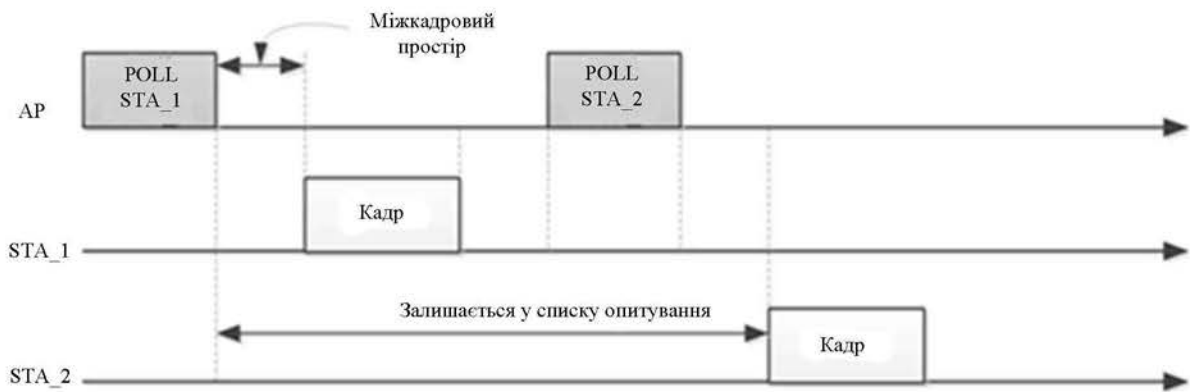 Міжкадровий
простір
POLL
STA_1
POLL
STA_2
AP
Кадр
STA_1
Залишається у списку опитування
Кадр
STA_2